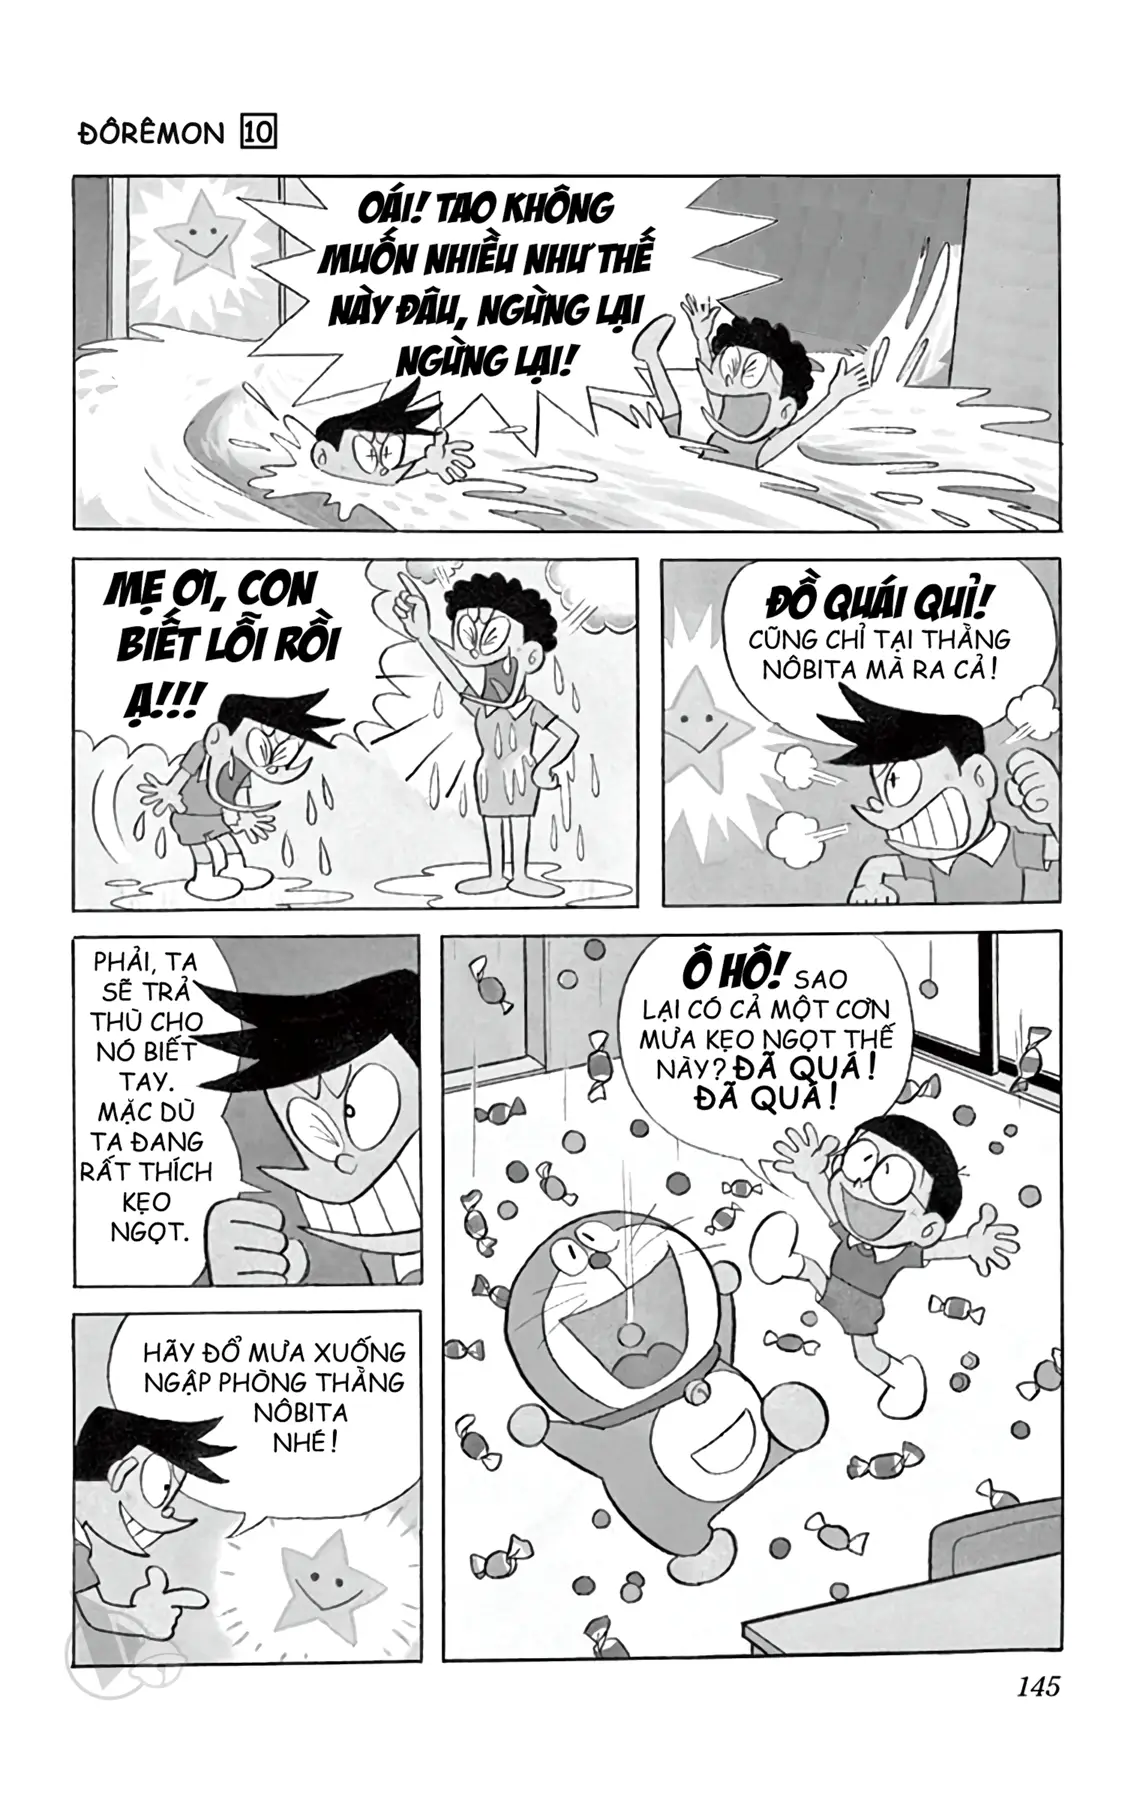 ĐÔRÊMON 10
OÁI! TAO KHÔNG
MUỐN NHIỀU NHƯ THẾ
NÀY ĐÂU, NGỪNG LẠI
NGỪNG LẠI!
MẸ ƠI, CON
BIẾT LỖI RỒI
Ạ!!!
ĐỒ QUÁI QUỈ!
CŨNG CHỈ TẠI THẰNG
NÔBITA MÀ RA CẢ!
PHẢI, TA
SẼ TRẢ
THÙ CHO
NÓ BIẾT
TAY.
MẶC DÙ
TA ĐANG
RẤT THÍCH
KẸO
NGỌT.
Ô HÔ! SAO
LẠI CÓ CẢ MỘT CƠN
MƯA KẸO NGỌT THẾ
NÀY? ĐÃ QUÁ!
ĐÃ QUÁ!
HÃY ĐỔ MƯA XUỐNG
NGẬP PHÒNG THẰNG
NÔBITA
NHÉ!
145